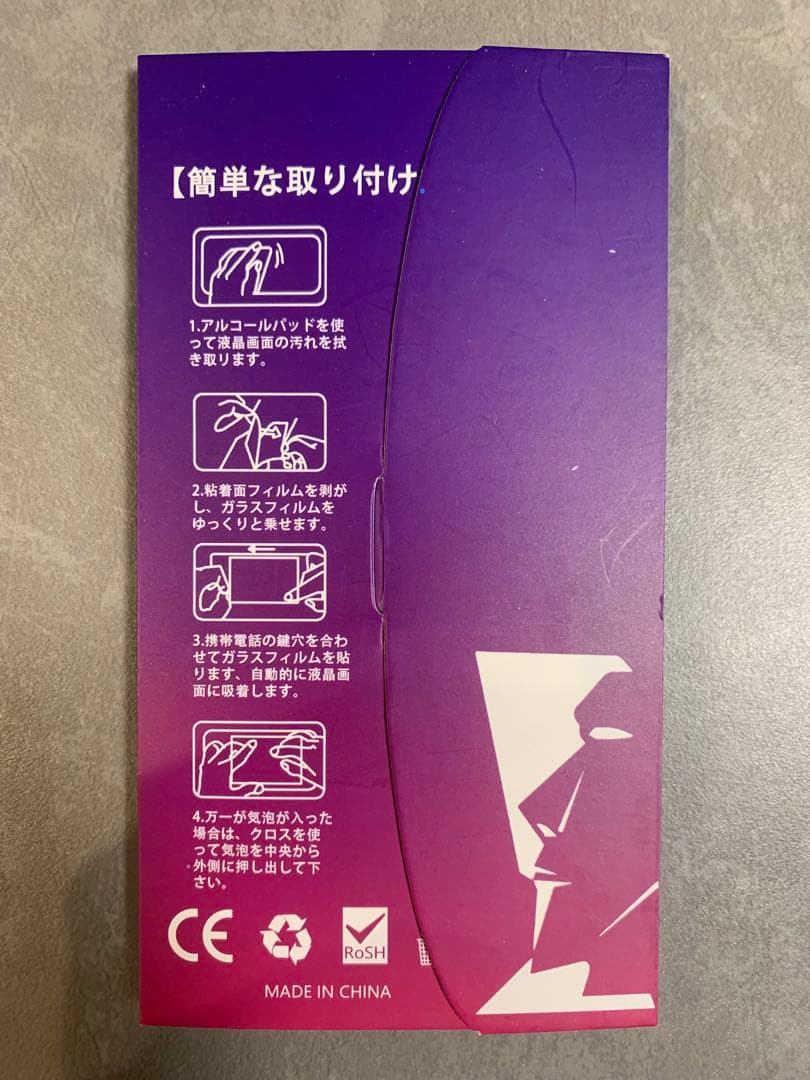 【簡単な取り付け
1.アルコールパッドを使
って液晶画面の汚れを拭
き取ります。
2.粘着面フィルムを剥が
し、ガラスフィルムを
ゆっくりと乗せます。
3.携帯電話の鍵穴を合わ
せてガラスフィルムを貼
ります、自動的に液晶画
面に吸着します。
4.万一が気泡が入った
場合は、クロスを使
って気泡を中央から
外側に押し出して下
さい。
CE
RoSH
MADE IN CHINA